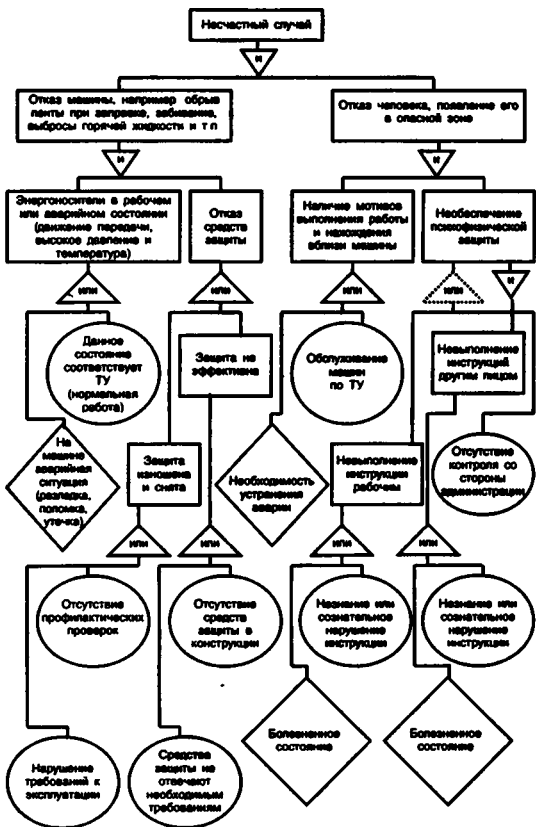 Несчастный случай
и
Отказ машины, например обрыв
ленты при заправке, забивание,
выбросы горячей жидкости и т п
Отказ человека, появление его
в опасной зоне
и
и
Энергоносители в рабочем
или аварийном состоянии
(движение передачи,
высокое давление и
температура)
Отказ
средств
защиты
Наличие мотивов
выполнения работы
и нахождения
вблизи машины
Необеспечение
психофизической
защиты
или
или
или
или
и
Данное
состояние
соответствует
ТУ
(нормальная
работа)
Защита не
эффективна
Обслуживание
машин
по ТУ
Невыполнение
инструкций
другим лицом
На
машине
аварийная
ситуация
(разладка,
поломка,
утечка)
Защита
изношена
и снята
Необходимость
устранения
аварии
Невыполнение
инструкции
рабочим
Отсутствие
контроля со
стороны
администрации
или
или
или
или
Отсутствие
профилактических
проверок
Отсутствие
средств
защиты в
конструкции
Незнание или
сознательное
нарушение
инструкции
Незнание или
сознательное
нарушение
инструкции
Болезненное
состояние
Болезненное
состояние
Нарушение
требований к
эксплуатации
Средства
защиты не
отвечают
необходимым
требованиям